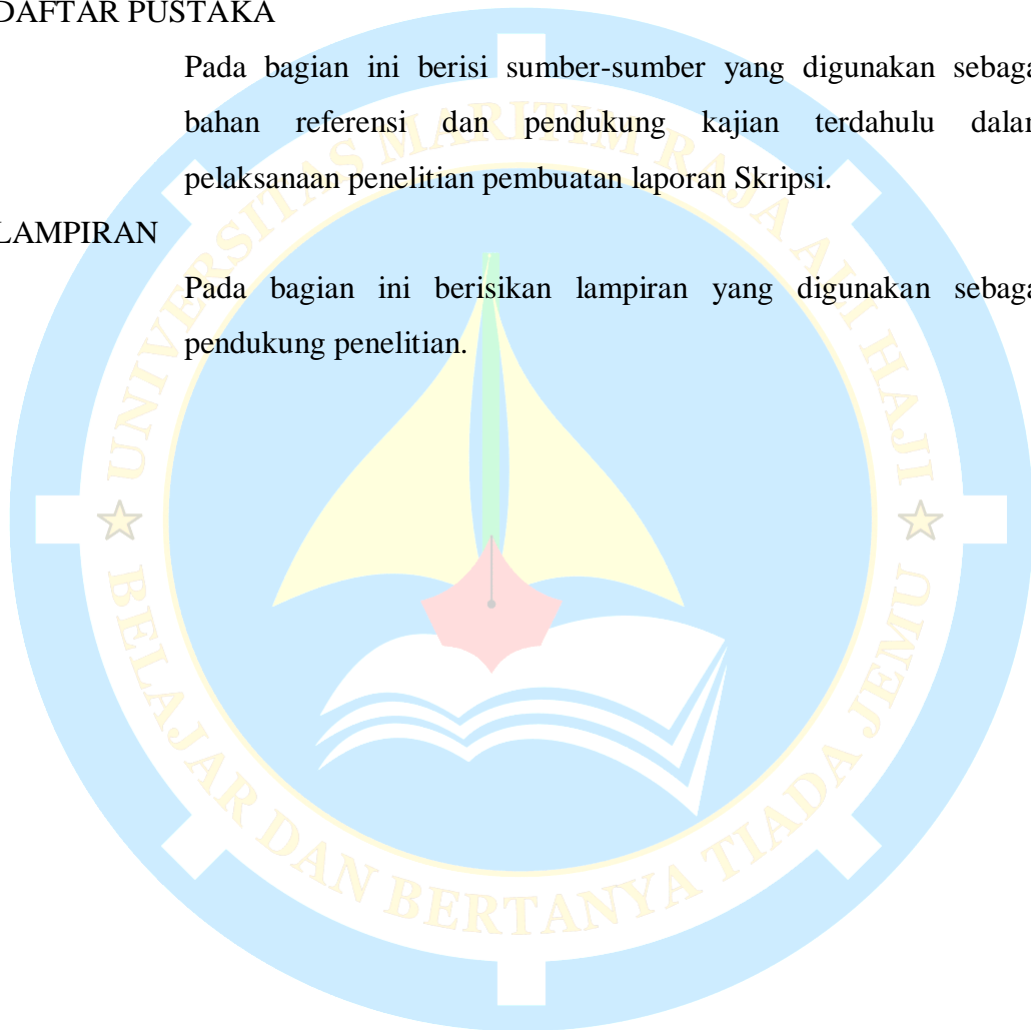 DAFTAR PUSTAKA
Pada bagian ini berisi sumber-sumber yang digunakan sebaga
bahan referensi dan pendukung kajian terdahulu dalam
pelaksanaan penelitian pembuatan laporan Skripsi.
LAMPIRAN
Pada bagian ini berisikan lampiran yang digunakan sebaga
pendukung penelitian.
UNIVERSITAS MARITIM RAJA ALI HAJI
BELAJAR DAN BERTANYA TIADA JEMU